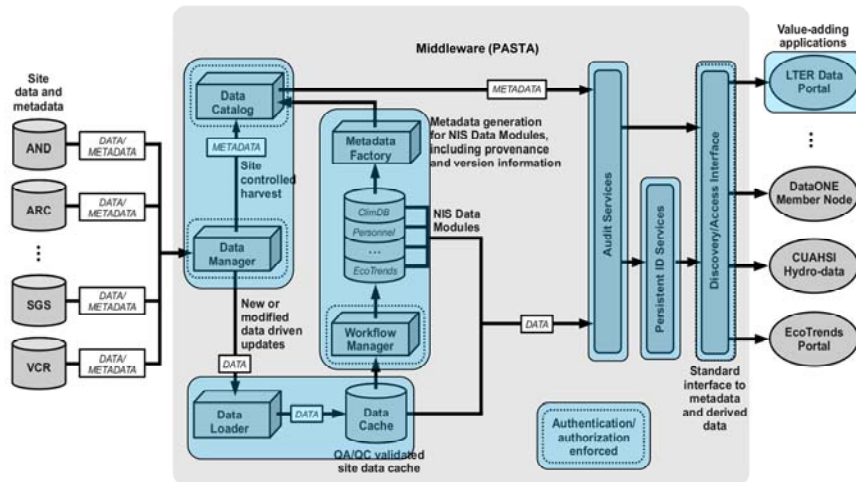 Middleware (PASTA)
Value-adding
applications
Site
data and
metadata
AND
DATA/
METADATA
ARC
DATA/
METADATA
...
SGS
DATA/
METADATA
VCR
DATA/
METADATA
Data
Catalog
METADATA
Site
controlled
harvest
Data
Manager
New or
modified
data driven
updates
DATA
Data
Loader
DATA
Data
Cache
QA/QC validated
site data cache
Metadata
Factory
Metadata generation
for NIS Data Modules,
including provenance
and version information
ClimDB
Personnel
...
EcoTrends
NIS Data
Modules
Workflow
Manager
METADATA
DATA
Audit Services
Persistent ID Services
Discovery/Access Interface
Standard
interface to
metadata
and derived
data
Authentication/
authorization
enforced
LTER Data
Portal
...
DataONE
Member Node
CUAHSI
Hydro-data
EcoTrends
Portal